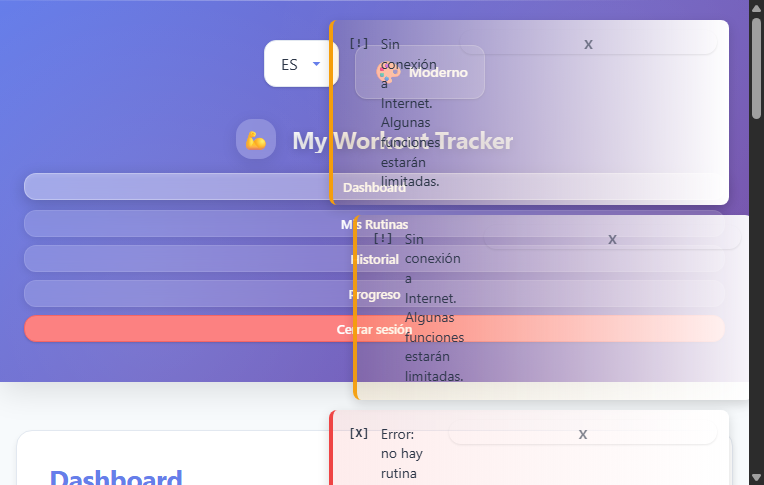 ES
Moderno
My Workout Tracker
Dashboard
Mis Rutinas
Historial
Progreso
Cerrar sesión
[!] Sin X
conexión
a
Internet.
Algunas
funciones
estarán
limitadas.
[!] Sin X
conexión
a
Internet.
Algunas
funciones
estarán
limitadas.
[X] Error: X
no hay
rutina
Dashboard